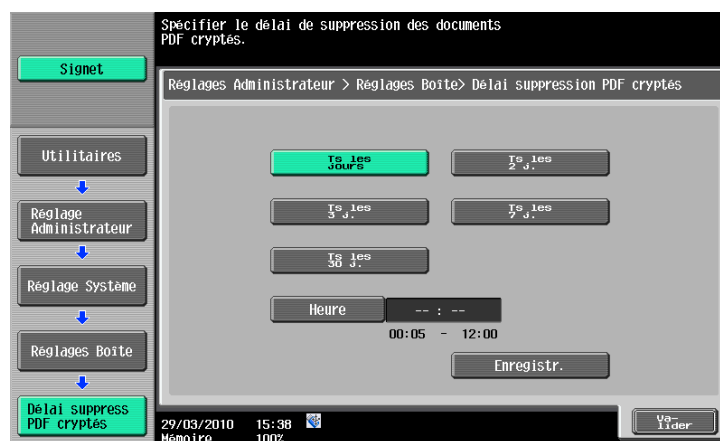 Spécifier le délai de suppression des documents
PDF cryptés.
Signet
Réglages Administrateur > Réglages Boîte> Délai suppression PDF cryptés
Utilitaires
Réglage
Administrateur
Réglage Système
Réglages Boîte
Délai suppress
PDF cryptés
Ts les
jours
Ts les
2 j.
Ts les
3 j.
Ts les
7 j.
Ts les
30 j.
Heure
-- : --
00:05 - 12:00
Enregistr.
29/03/2010 15:38
Mémoire 100%
Va-
lider